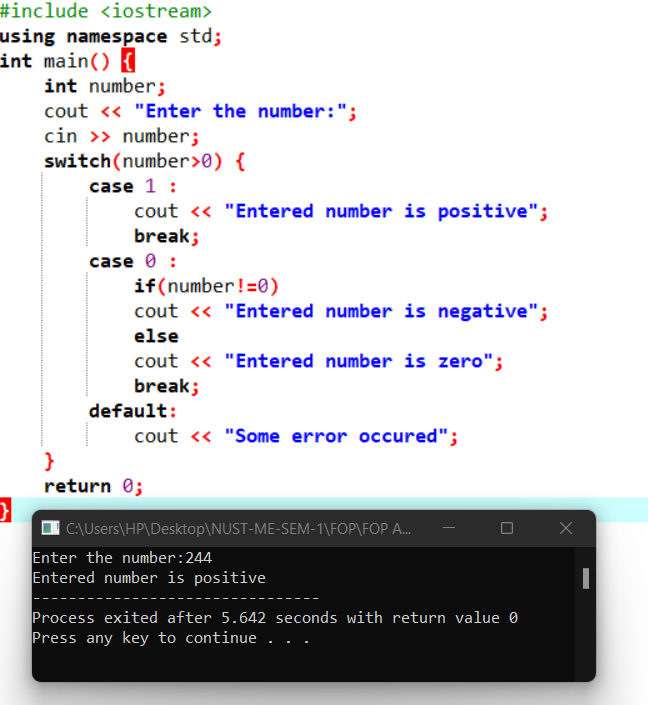 #include <iostream>
using namespace std;
int main() {
    int number;
    cout << "Enter the number:";
    cin >> number;
    switch(number>0) {
        case 1 :
            cout << "Entered number is positive";
            break;
        case 0 :
            if(number!=0)
            cout << "Entered number is negative";
            else
            cout << "Entered number is zero";
            break;
        default:
            cout << "Some error occured";
    }
    return 0;
}
C:\Users\HP\Desktop\NUST-ME-SEM-1\FOP\FOP A...
Enter the number:244
Entered number is positive
--------------------------------
Process exited after 5.642 seconds with return value 0
Press any key to continue . . .